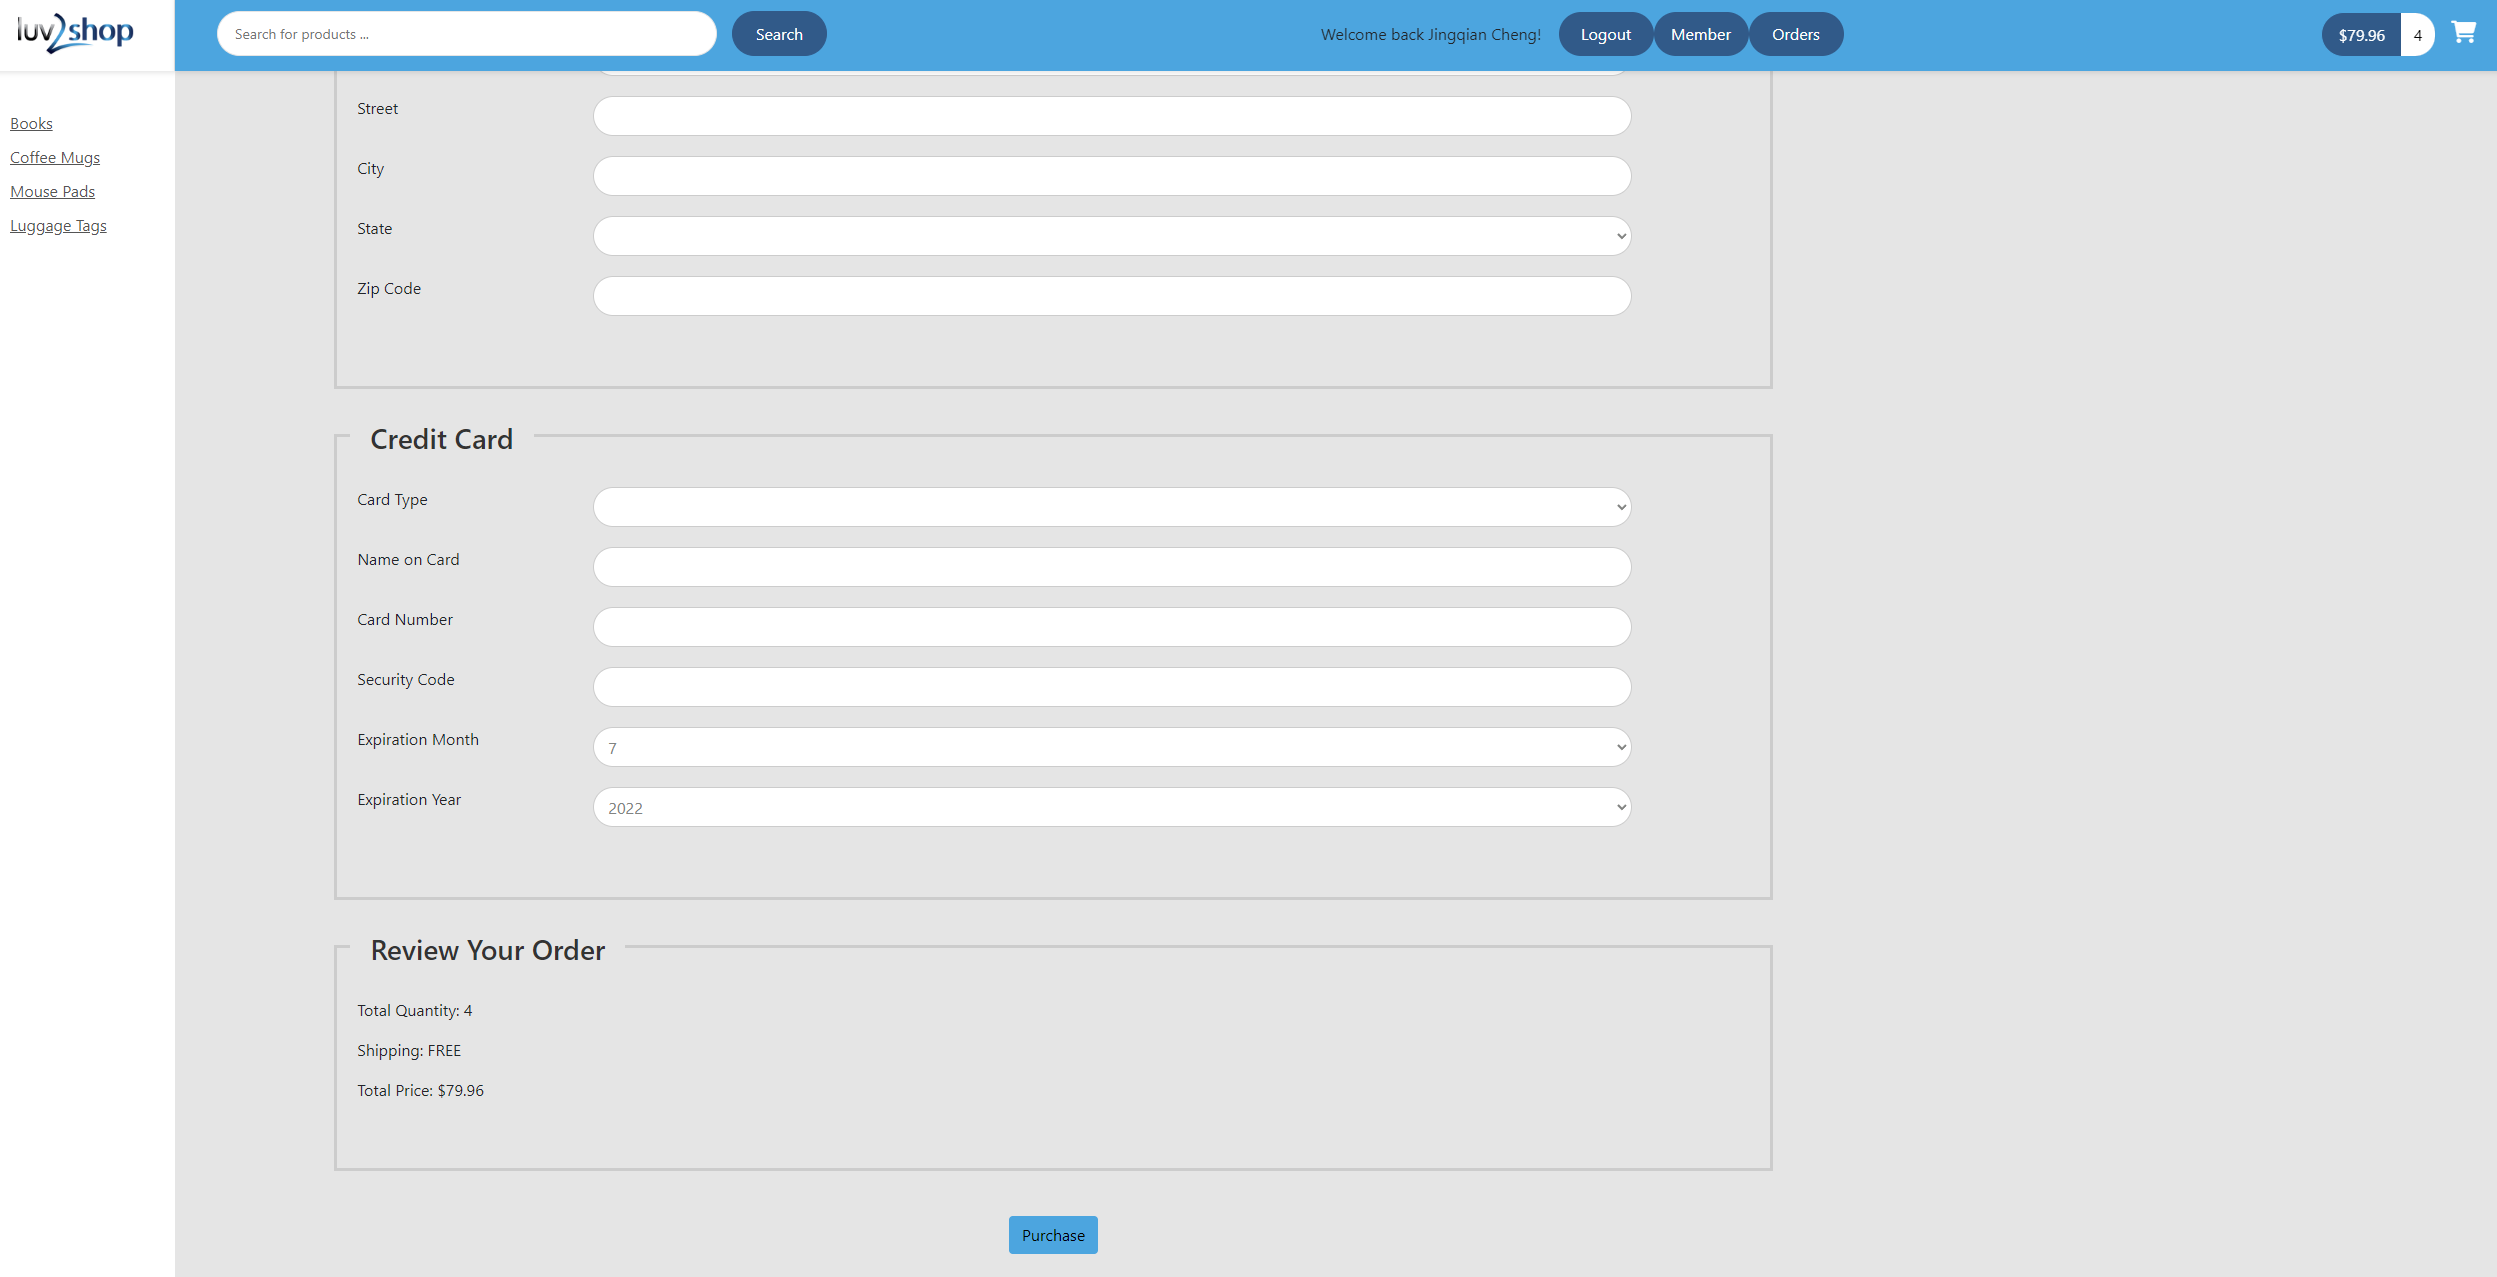 luv2shop
Search for products ...
Search
Welcome back Jingqian Cheng!
Logout
Member
Orders
$79.96
4
Books
Coffee Mugs
Mouse Pads
Luggage Tags
Street
City
State
Zip Code
Credit Card
Card Type
Name on Card
Card Number
Security Code
Expiration Month
7
Expiration Year
2022
Review Your Order
Total Quantity: 4
Shipping: FREE
Total Price: $79.96
Purchase